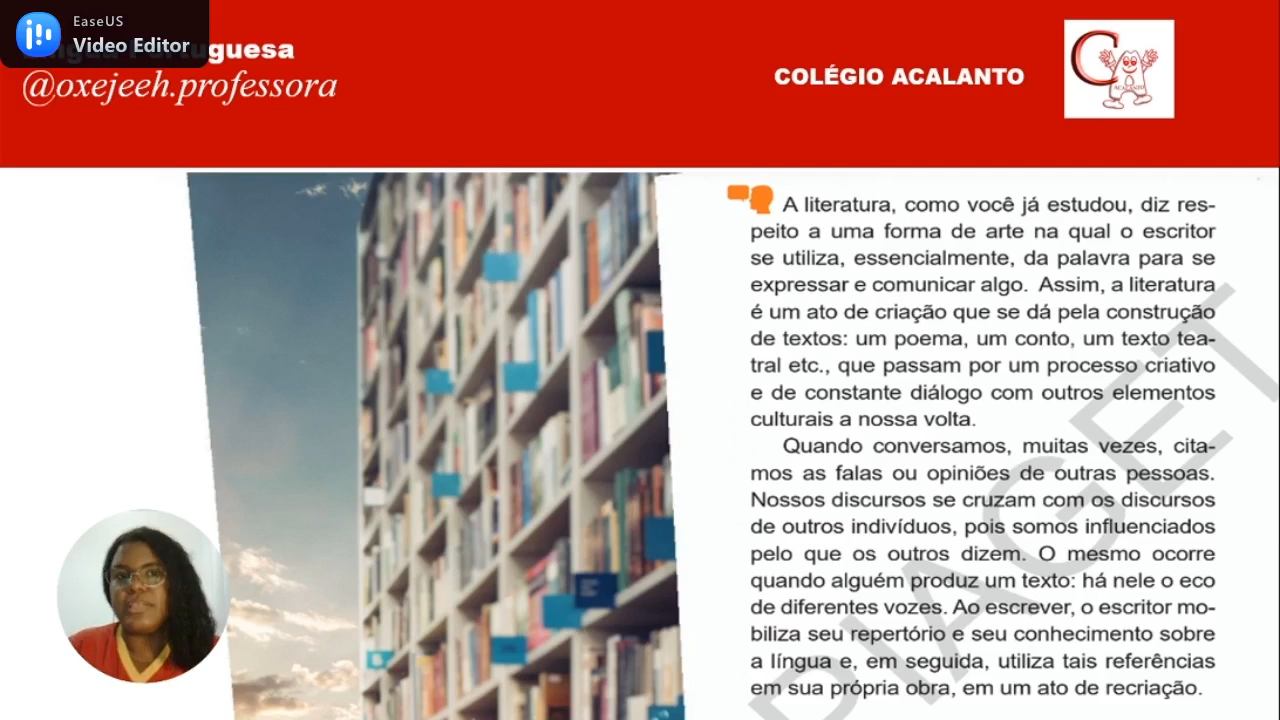 EaseUS
Video Editor
@oxejeeh.professora
COLÉGIO ACALANTO
ACALANTO
A literatura, como você já estudou, diz res-
peito a uma forma de arte na qual o escritor
se utiliza, essencialmente, da palavra para se
expressar e comunicar algo. Assim, a literatura
é um ato de criação que se dá pela construção
de textos: um poema, um conto, um texto tea-
tral etc., que passam por um processo criativo
e de constante diálogo com outros elementos
culturais a nossa volta.
Quando conversamos, muitas vezes, cita-
mos as falas ou opiniões de outras pessoas.
Nossos discursos se cruzam com os discursos
de outros indivíduos, pois somos influenciados
pelo que os outros dizem. O mesmo ocorre
quando alguém produz um texto: há nele o eco
de diferentes vozes. Ao escrever, o escritor mo-
biliza seu repertório e seu conhecimento sobre
a língua e, em seguida, utiliza tais referências
em sua própria obra, em um ato de recriação.
PIAGET